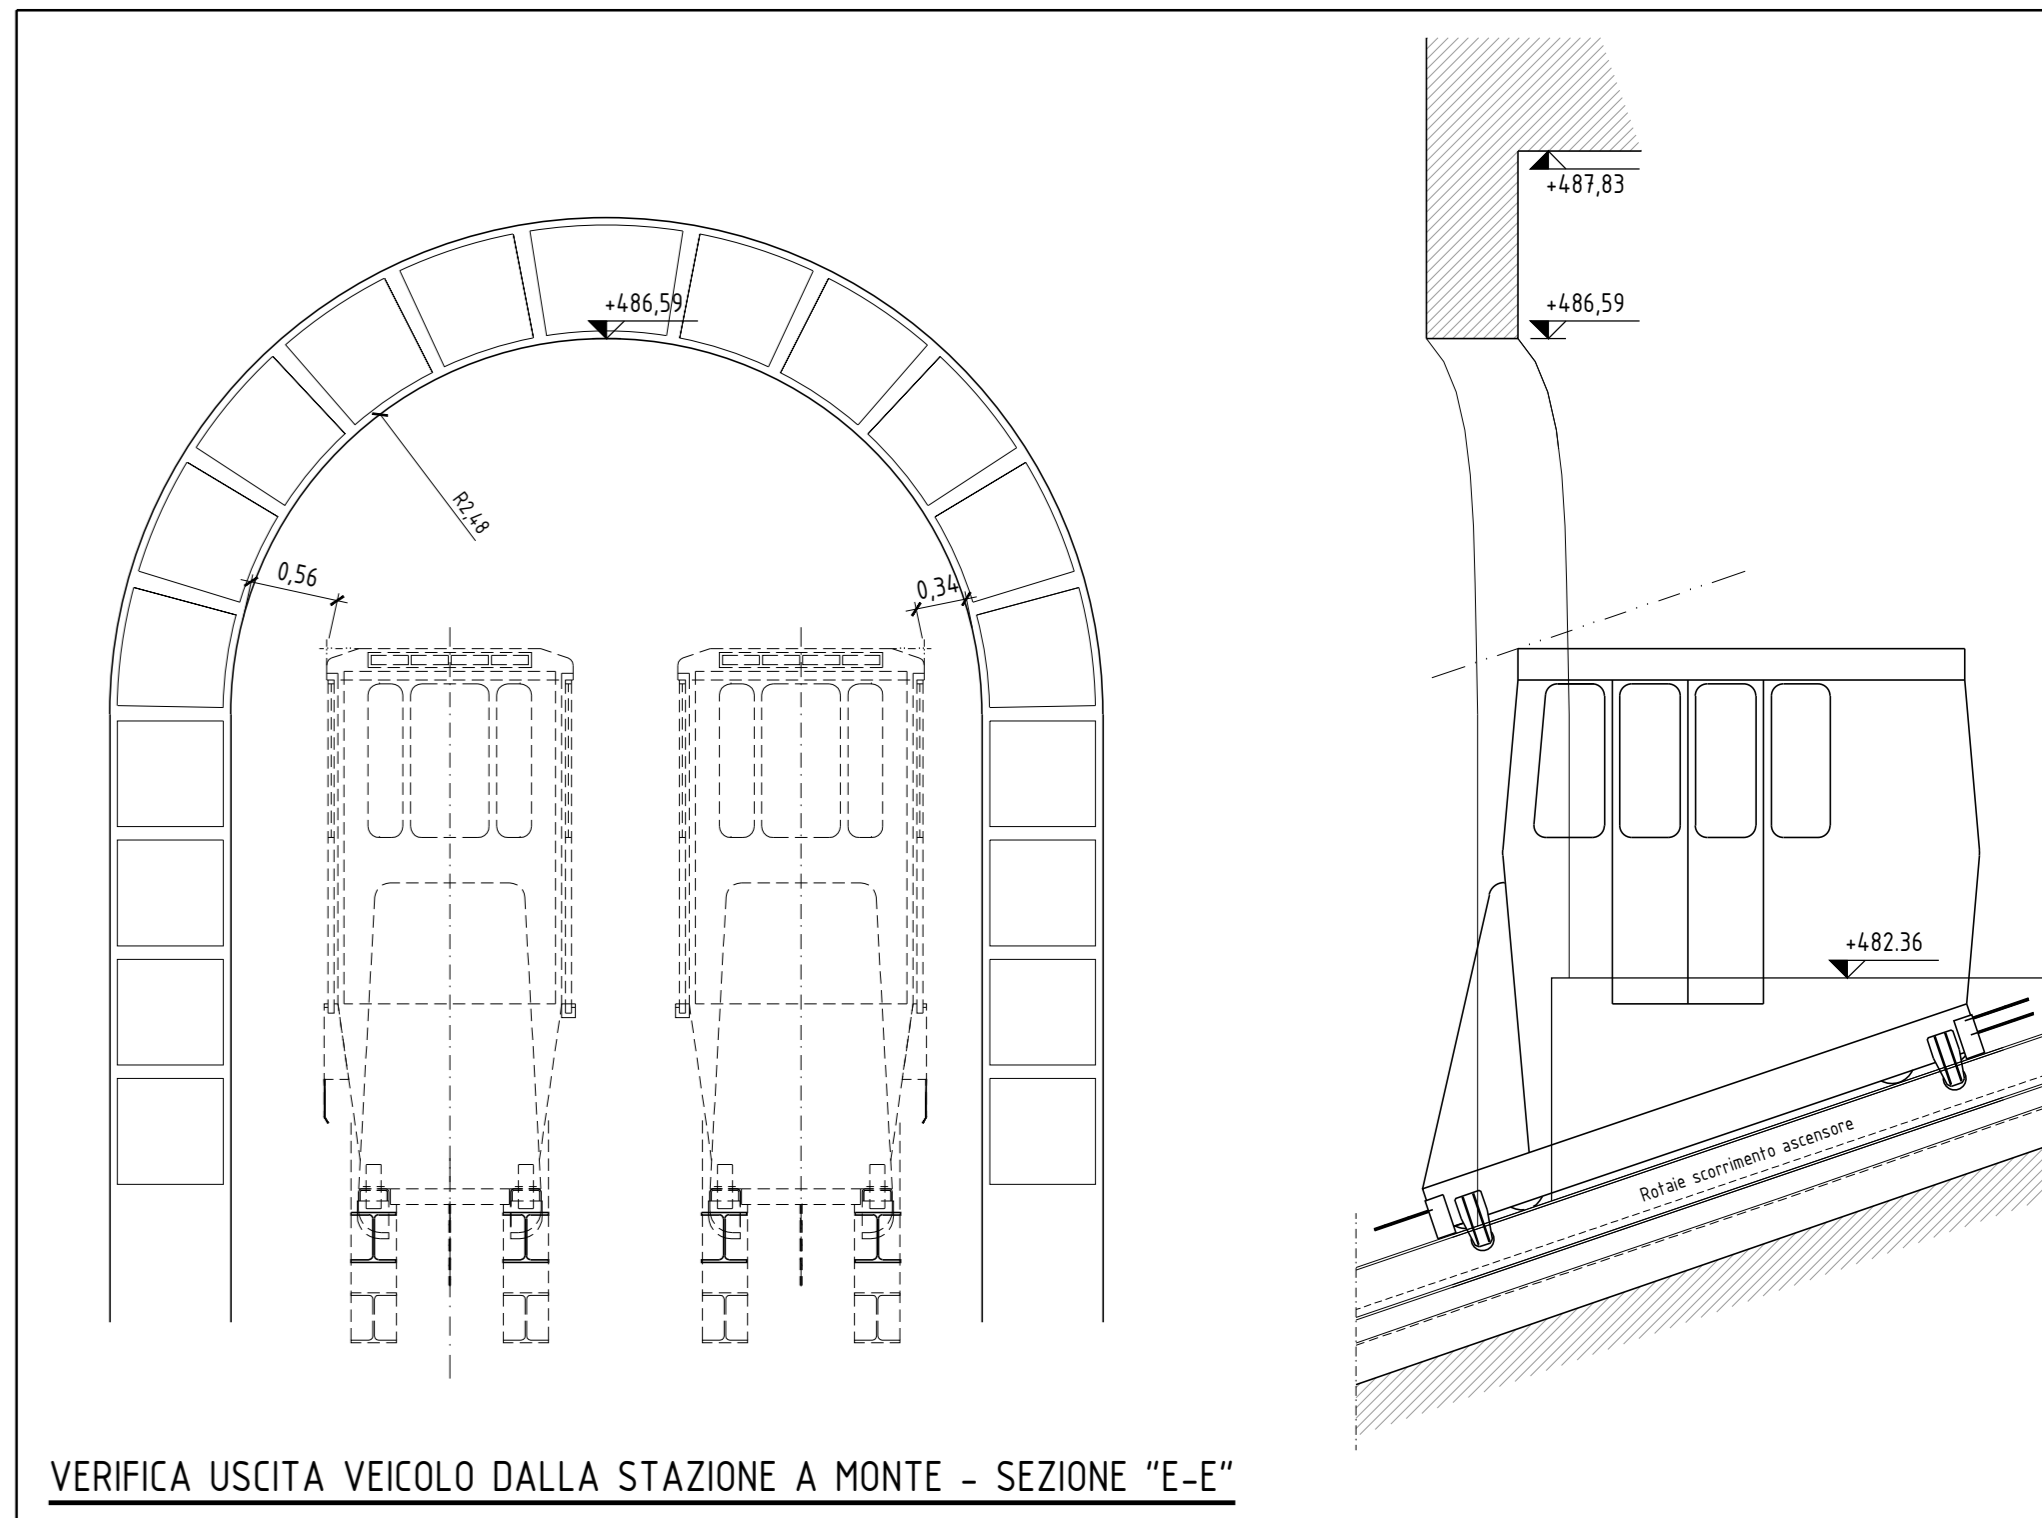 +487,83
+486,59
+486,59
R2,48
0,56
0,34
+482.36
Rotaie scorrimento ascensore
VERIFICA USCITA VEICOLO DALLA STAZIONE A MONTE - SEZIONE "E-E"